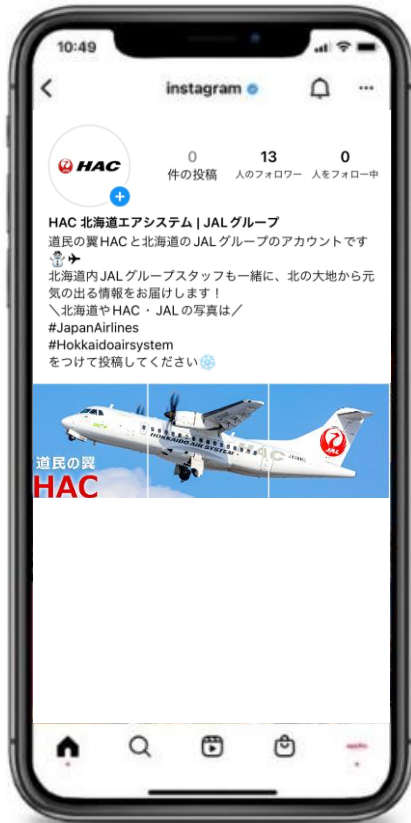 10:49
instagram
HAC
0
件の投稿
13
人のフォロワー
0
人をフォロー中
HAC 北海道エアシステム | JALグループ
道民の翼HACと北海道のJALグループのアカウントです
⛄✈
北海道内JALグループスタッフも一緒に、北の大地から元
気の出る情報をお届けします！
＼北海道やHAC・JALの写真は／
#JapanAirlines
#Hokkaidoairsystem
をつけて投稿してください
HOKKAIDO AIR SYSTEM
HAC
JAL
道民の翼
HAC